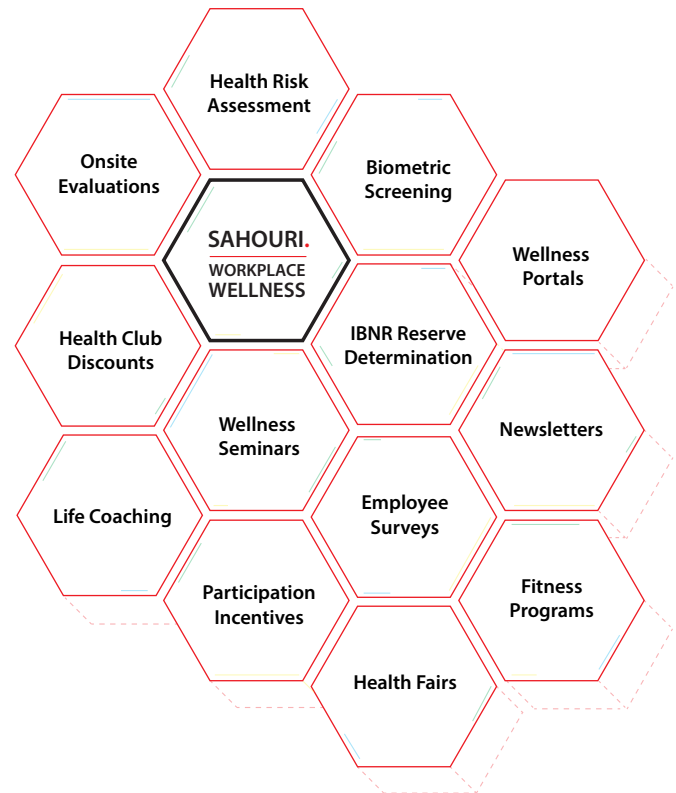 Health Risk
Assessment
Onsite
Evaluations
Biometric
Screening
SAHOURI.
WORKPLACE
WELLNESS
Wellness
Portals
Health Club
Discounts
IBNR Reserve
Determination
Wellness
Seminars
Newsletters
Life Coaching
Employee
Surveys
Participation
Incentives
Fitness
Programs
Health Fairs